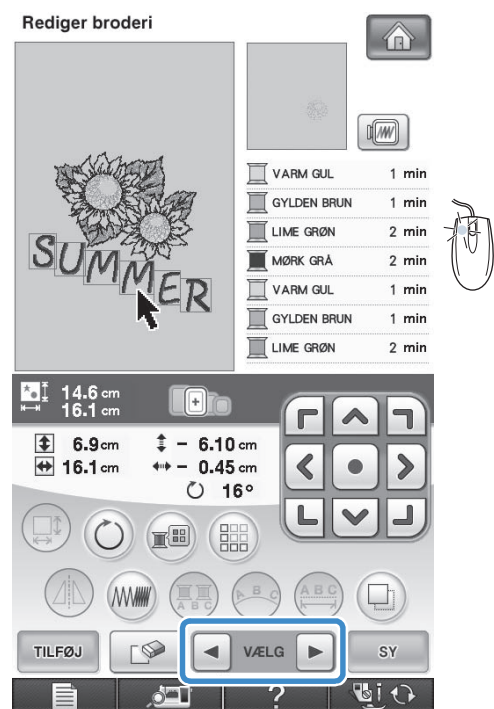 Rediger broderi
SUMMER
VARM GUL 1 min
GYLDEN BRUN 1 min
LIME GRØN 2 min
MØRK GRÅ 2 min
VARM GUL 1 min
GYLDEN BRUN 1 min
LIME GRØN 2 min
14.6 cm
16.1 cm
6.9 cm - 6.10 cm
16.1 cm - 0.45 cm
16°
A B C A B C A B C
TILFØJ VÆLG SY
?